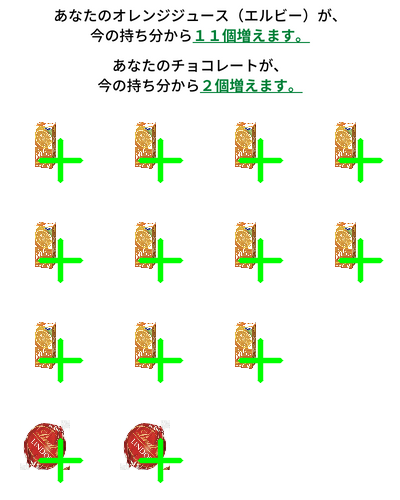 あなたのオレンジジュース（エルビー）が、
今の持ち分から１１個増えます。
あなたのチョコレートが、
今の持ち分から２個増えます。